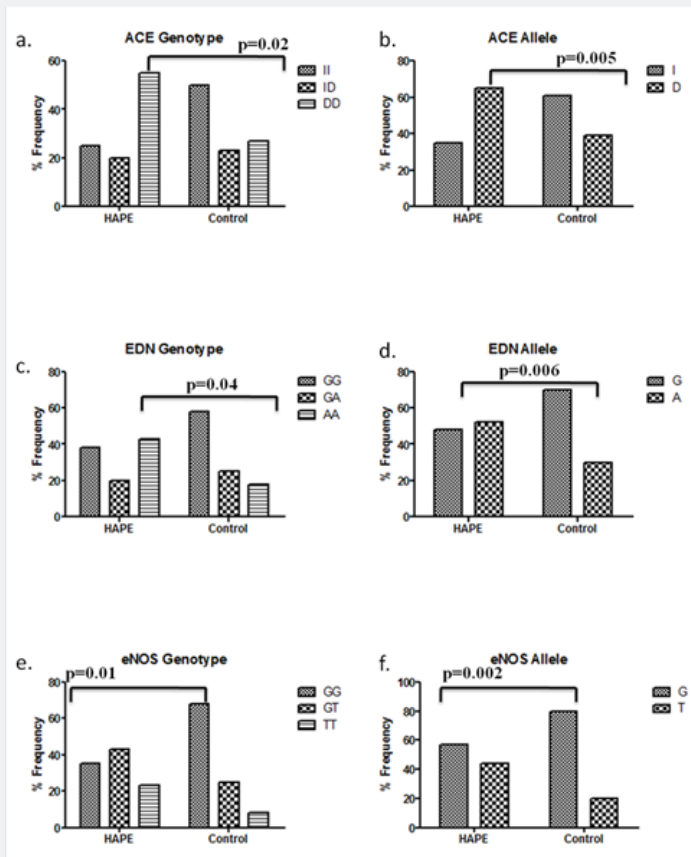 a.
ACE Genotype
p=0.02
II
ID
DD
% Frequency
60
40
20
0
HAPE
Control
b.
ACE Allele
p=0.005
I
D
% Frequency
80
60
40
20
0
HAPE
Control
c.
EDN Genotype
p=0.04
GG
GA
AA
% Frequency
80
60
40
20
0
HAPE
Control
d.
EDN Allele
p=0.006
G
A
% Frequency
80
60
40
20
0
HAPE
Control
e.
eNOS Genotype
p=0.01
GG
GT
TT
% Frequency
80
60
40
20
0
HAPE
Control
f.
eNOS Allele
p=0.002
G
T
% Frequency
100
80
60
40
20
0
HAPE
Control